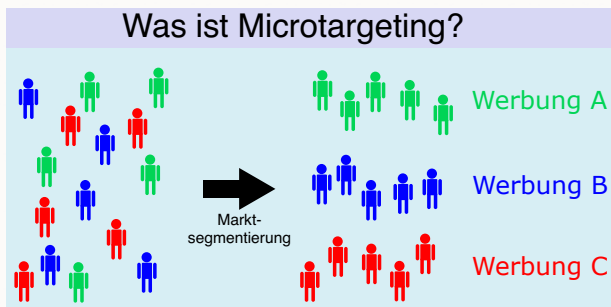 Was ist Microtargeting?
Werbung A
Werbung B
Markt-
segmentierung
Werbung C